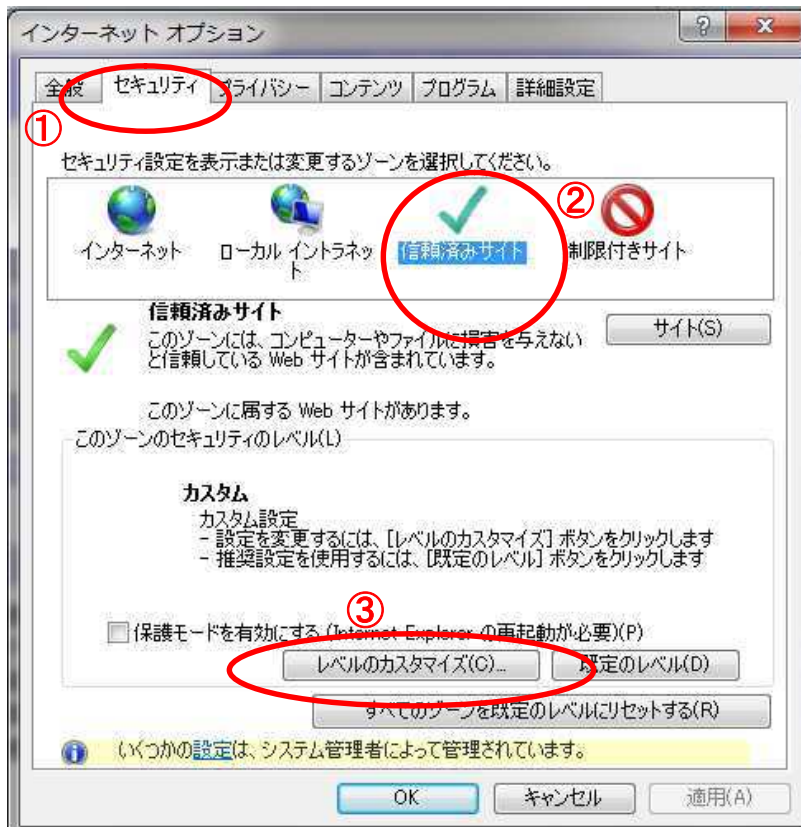 インターネット オプション
全般 セキュリティ プライバシー コンテンツ プログラム 詳細設定
①
セキュリティ設定を表示または変更するゾーンを選択してください。
②
インターネット
ローカル イントラネッ
ト
信頼済みサイト
制限付きサイト
信頼済みサイト
このゾーンには、コンピューターやファイルに損害を与えない
と信頼している Web サイトが含まれています。
サイト(S)
このゾーンに属する Web サイトがあります。
このゾーンのセキュリティのレベル(L)
カスタム
カスタム設定
- 設定を変更するには、[レベルのカスタマイズ] ボタンをクリックします
- 推奨設定を使用するには、[既定のレベル] ボタンをクリックします
③
保護モードを有効にする (Internet Explorer の再起動が必要)(P)
レベルのカスタマイズ(C)... 既定のレベル(D)
すべてのゾーンを既定のレベルにリセットする(R)
いくつかの設定は、システム管理者によって管理されています。
OK キャンセル 適用(A)